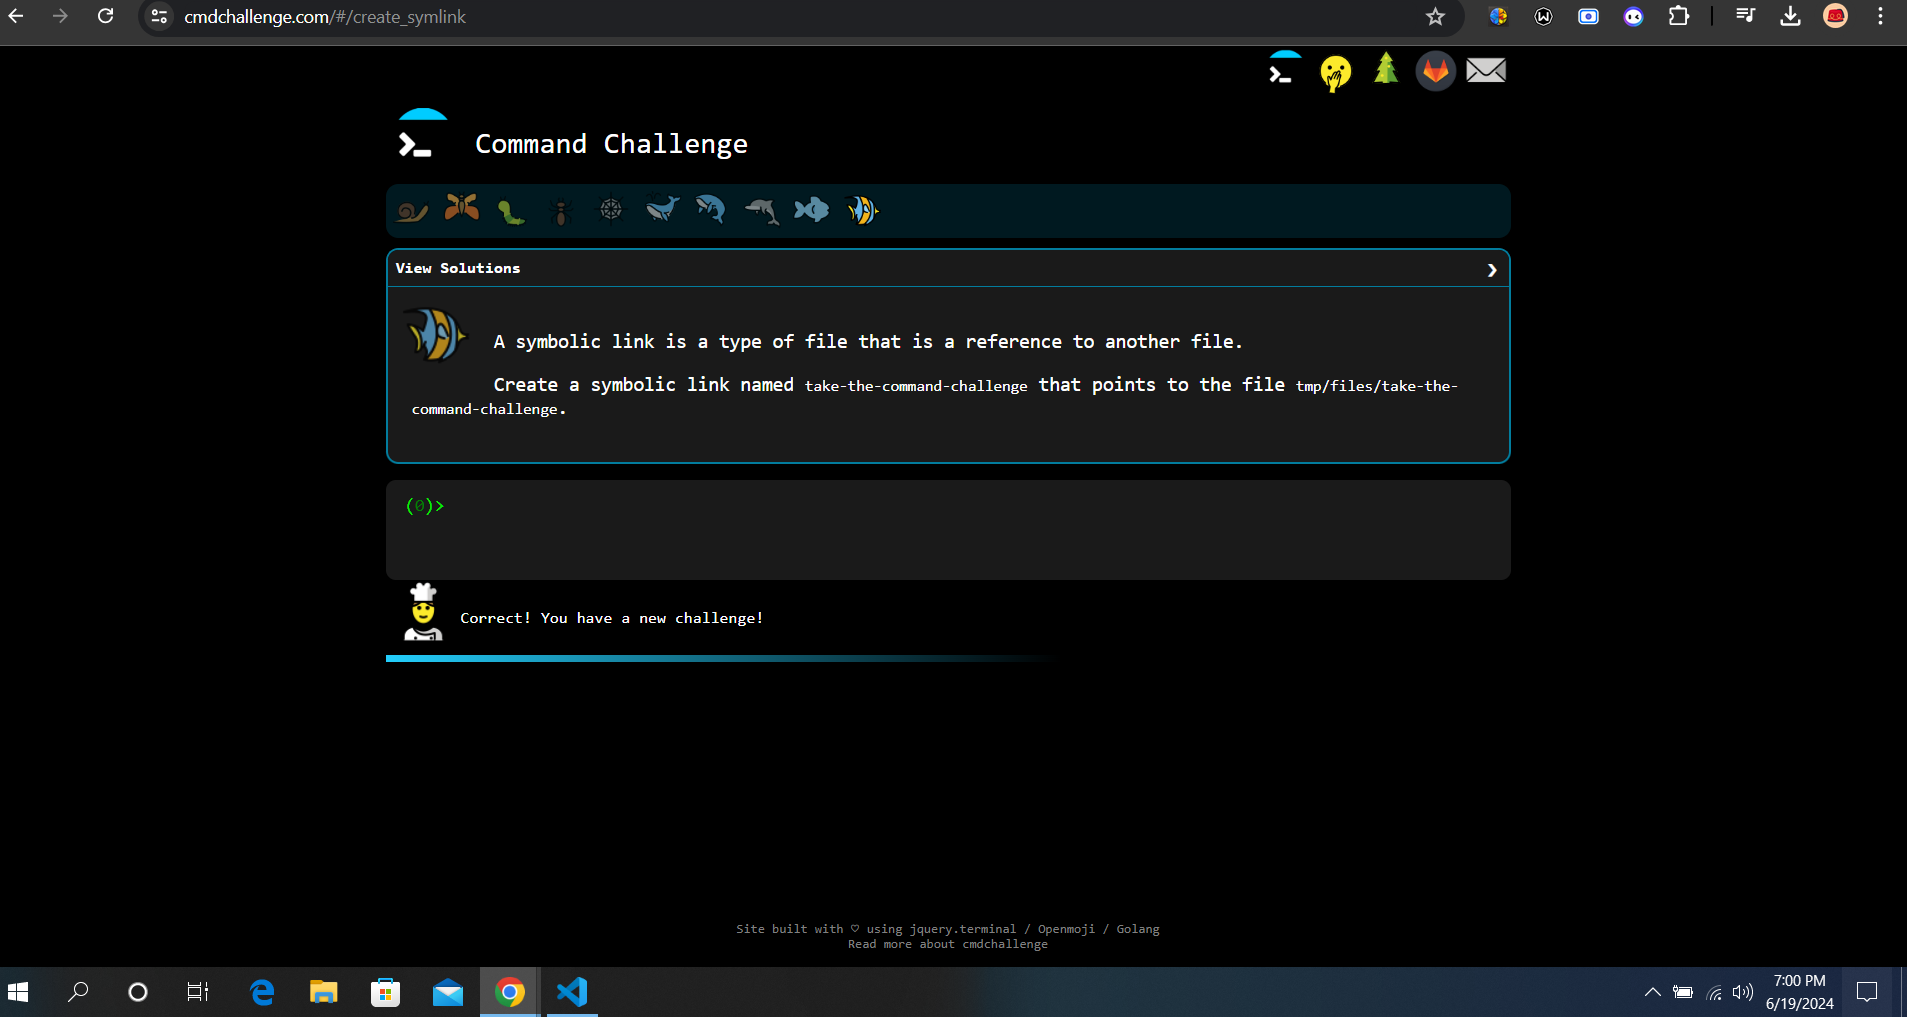 cmdchallenge.com/#/create_symlink
Command Challenge
View Solutions
A symbolic link is a type of file that is a reference to another file.
Create a symbolic link named take-the-command-challenge that points to the file tmp/files/take-the-
command-challenge.
(0)>
Correct! You have a new challenge!
Site built with ♡ using jquery.terminal / Openmoji / Golang
Read more about cmdchallenge
7:00 PM
6/19/2024